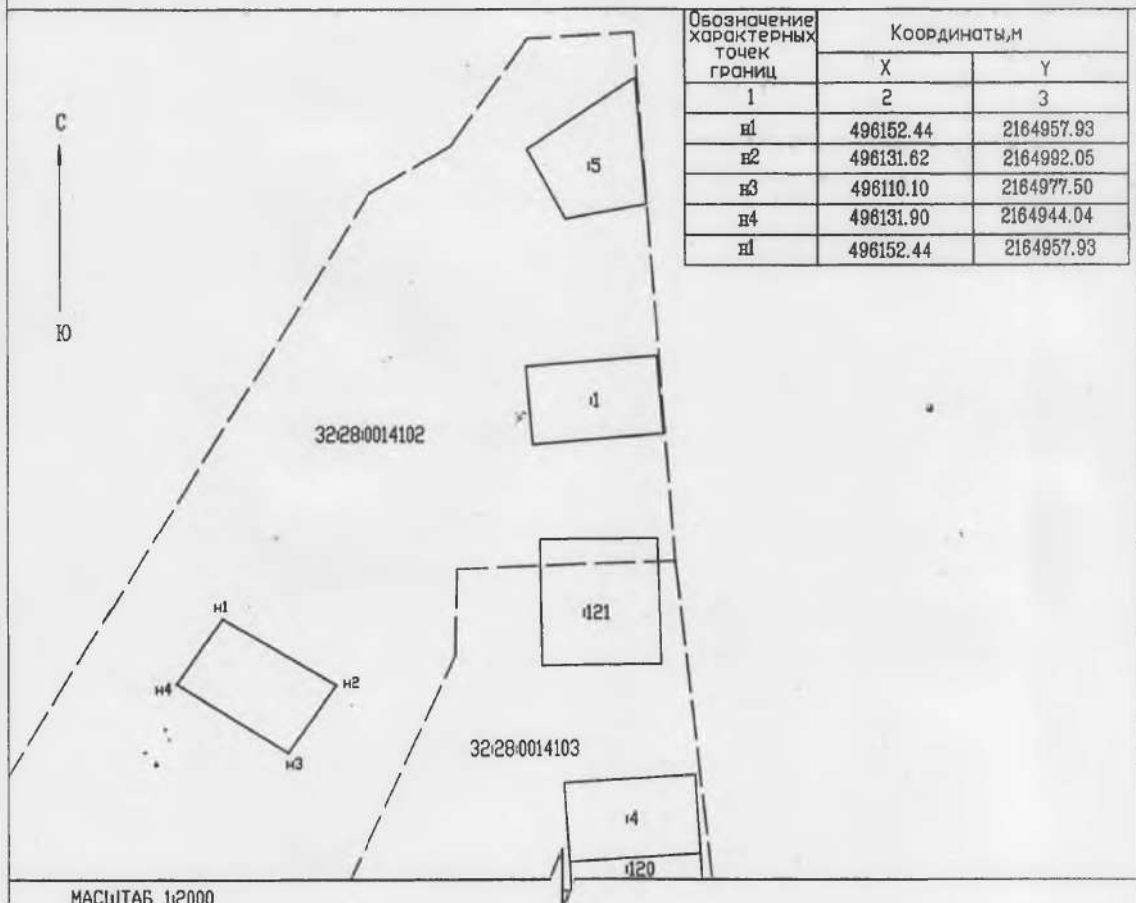 Обозначение характерных точек границ
Координаты,м
X
Y
1
2
3
н1
496152.44
2164957.93
н2
496131.62
2164992.05
н3
496110.10
2164977.50
н4
496131.90
2164944.04
н1
496152.44
2164957.93
С
Ю
:5
:1
32:28:0014102
:121
н1
н2
н4
н3
32:28:0014103
:4
:120
МАСШТАБ 1:2000